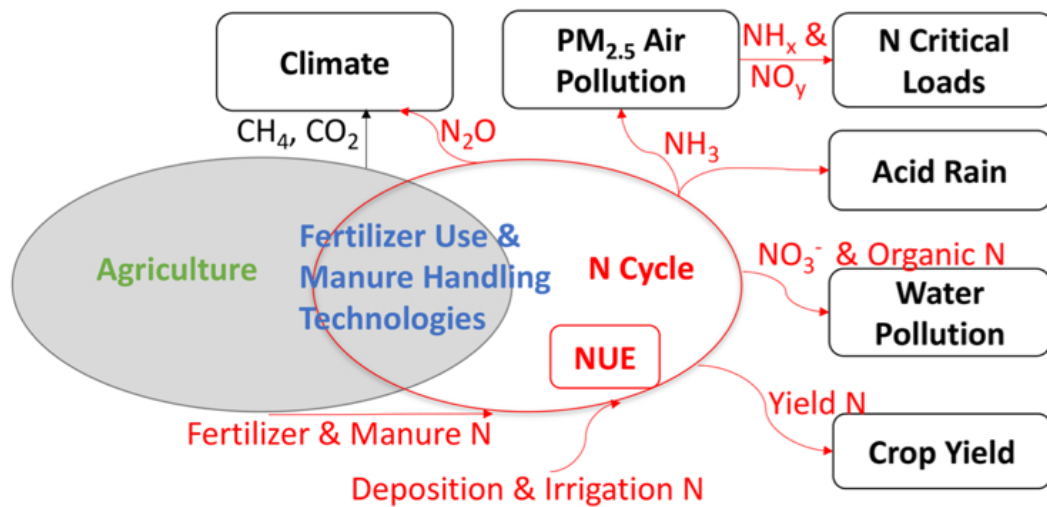 Climate
PM₂.₅ Air
Pollution
NHₓ &
NOᵧ
N Critical
Loads
CH₄, CO₂
N₂O
NH₃
Acid Rain
Agriculture
Fertilizer Use &
Manure Handling
Technologies
N Cycle
NO₃⁻ & Organic N
Water
Pollution
NUE
Yield N
Fertilizer & Manure N
Crop Yield
Deposition & Irrigation N